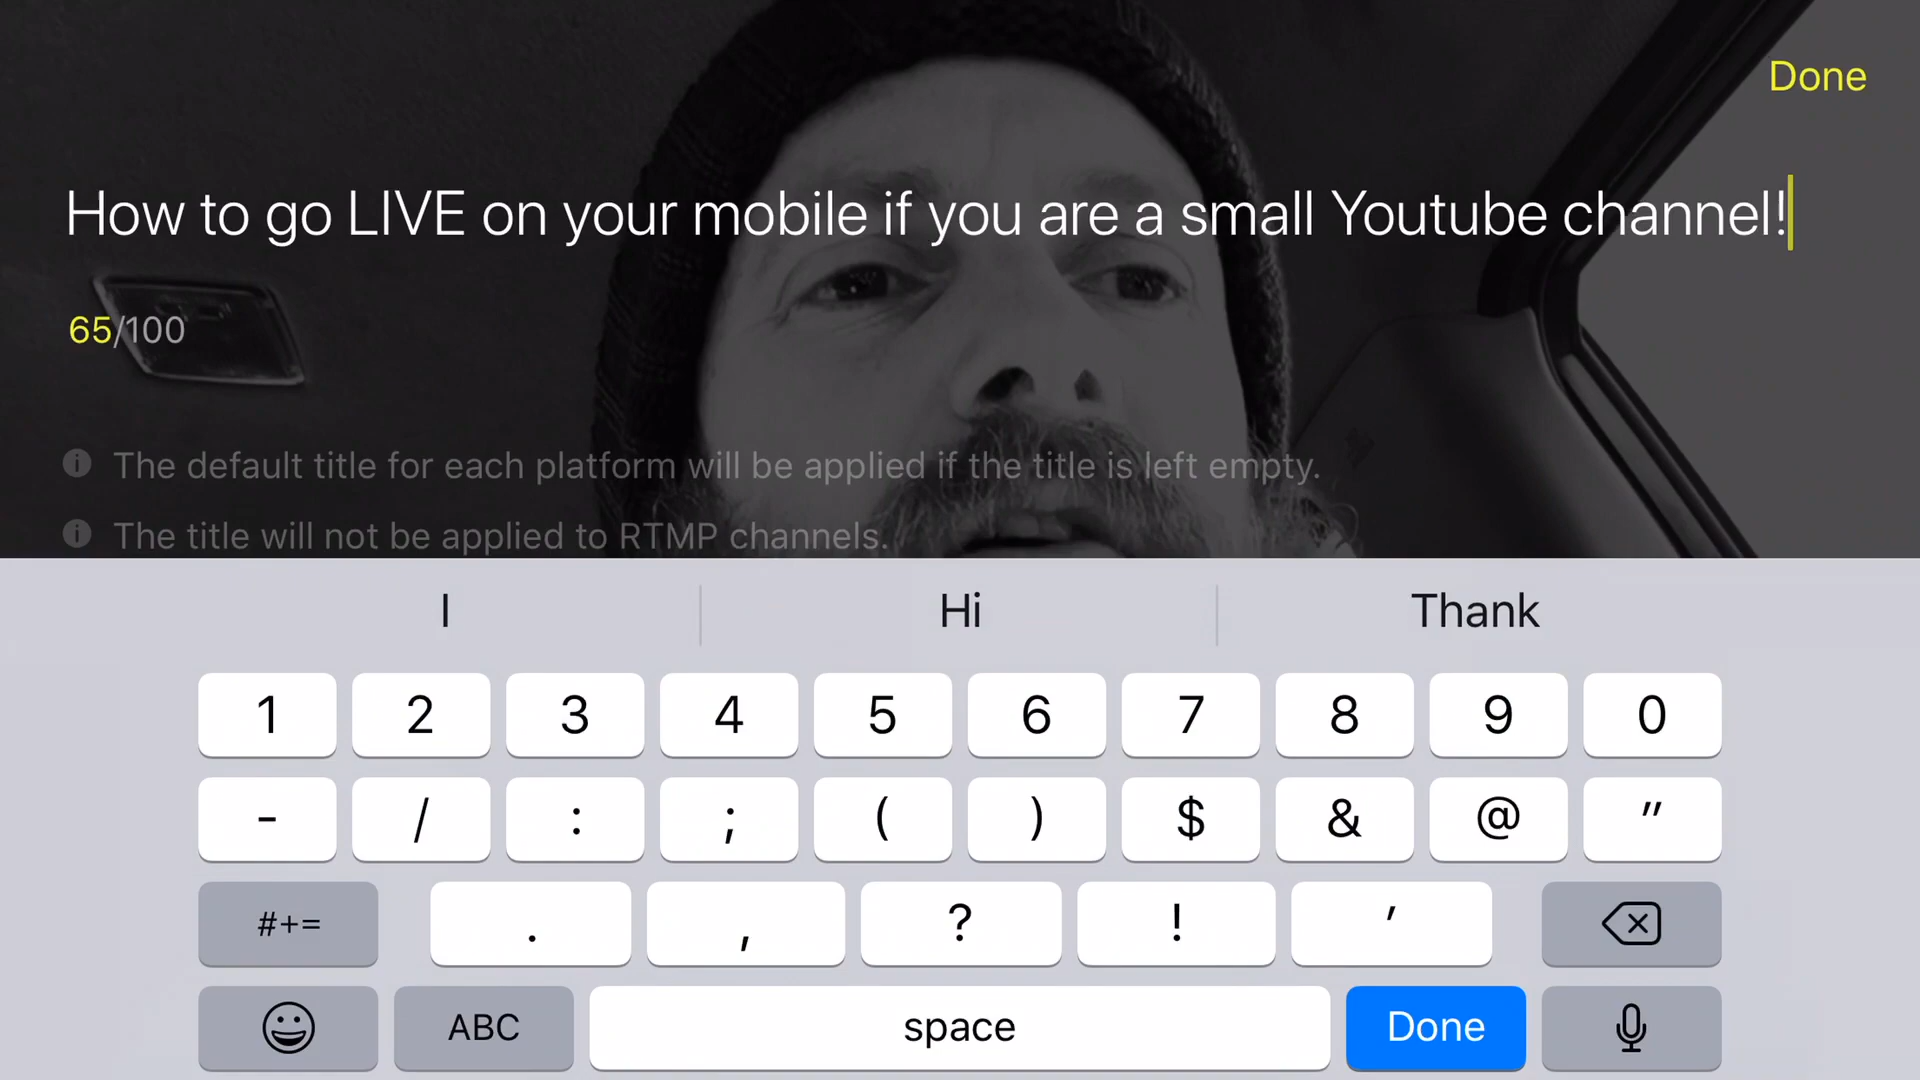 Done
How to go LIVE on your mobile if you are a small Youtube channel!
65/100
The default title for each platform will be applied if the title is left empty.
The title will not be applied to RTMP channels.
I Hi Thank
1 2 3 4 5 6 7 8 9 0
- / : ; ( ) $ & @ "
#+= . , ? ! '
ABC space Done